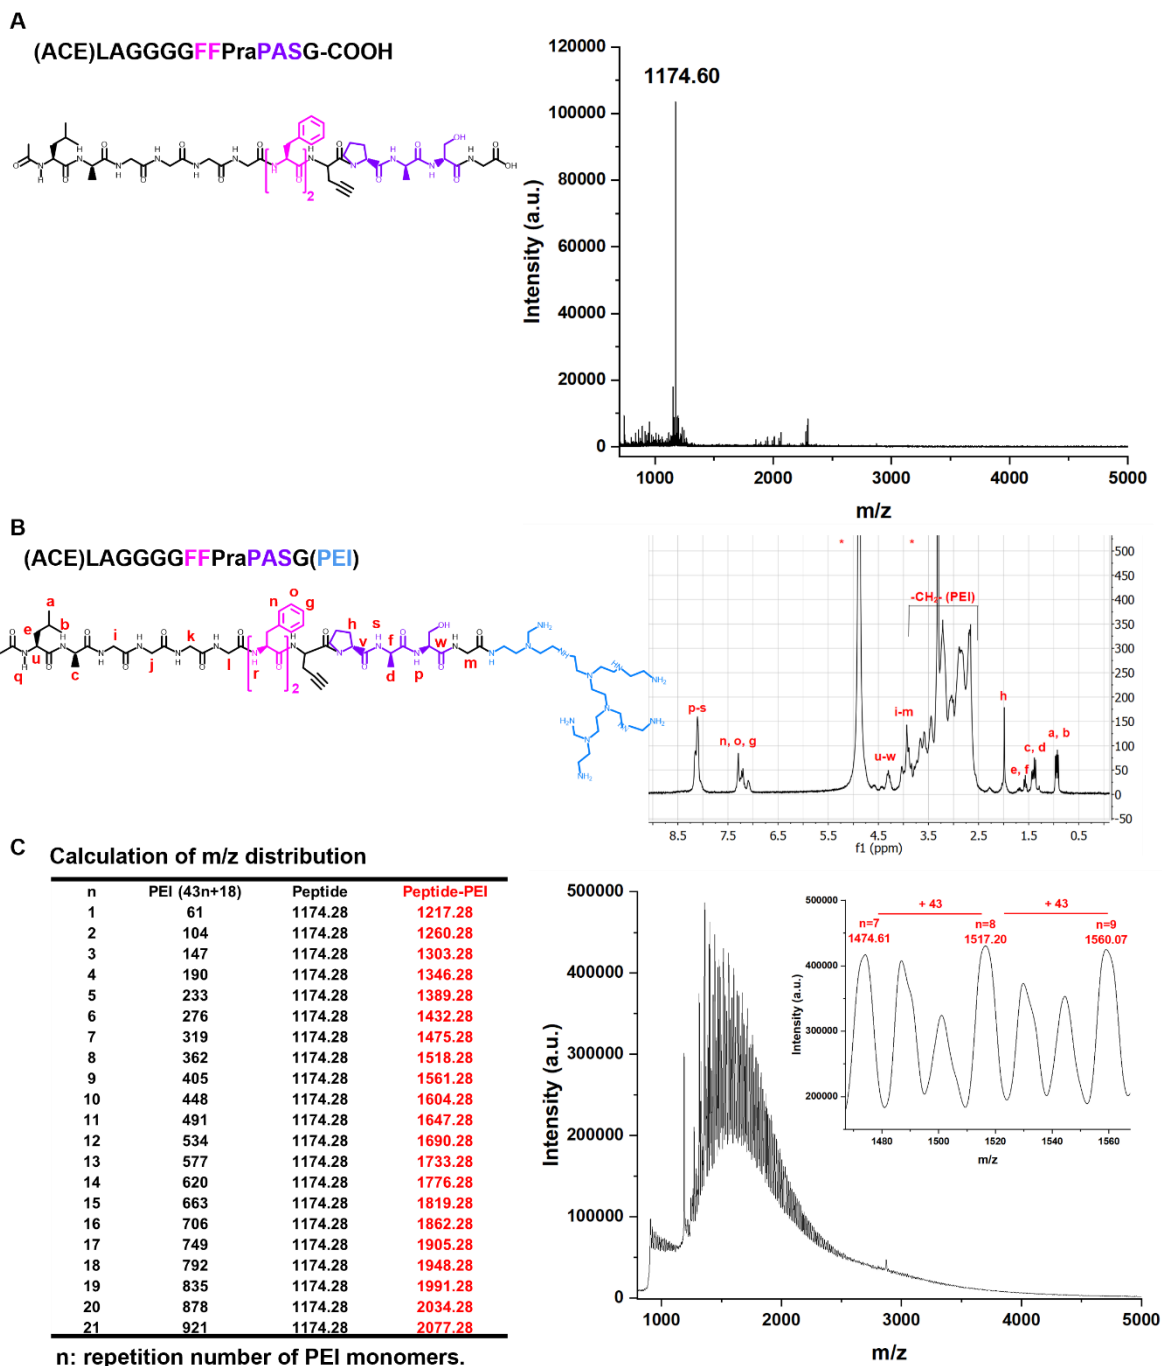 A
(ACE)LAGGGGFFPraPASG-COOH
1174.60
120000
100000
80000
60000
40000
20000
0
Intensity (a.u.)
1000 2000 3000 4000 5000
m/z
B
(ACE)LAGGGGFFPraPASG(PEI)
-CH2- (PEI)
p-s
n, o, g
u-w
i-m
h
e, f
c, d
a, b
500
450
400
350
300
250
200
150
100
50
0
-50
8.5 7.5 6.5 5.5 4.5 3.5 2.5 1.5 0.5
f1 (ppm)
C Calculation of m/z distribution
n PEI (43n+18) Peptide Peptide-PEI
1 61 1174.28 1217.28
2 104 1174.28 1260.28
3 147 1174.28 1303.28
4 190 1174.28 1346.28
5 233 1174.28 1389.28
6 276 1174.28 1432.28
7 319 1174.28 1475.28
8 362 1174.28 1518.28
9 405 1174.28 1561.28
10 448 1174.28 1604.28
11 491 1174.28 1647.28
12 534 1174.28 1690.28
13 577 1174.28 1733.28
14 620 1174.28 1776.28
15 663 1174.28 1819.28
16 706 1174.28 1862.28
17 749 1174.28 1905.28
18 792 1174.28 1948.28
19 835 1174.28 1991.28
20 878 1174.28 2034.28
21 921 1174.28 2077.28
n: repetition number of PEI monomers.
500000
400000
300000
200000
100000
0
Intensity (a.u.)
1000 2000 3000 4000 5000
m/z
+ 43 + 43
n=7 n=8 n=9
1474.61 1517.20 1560.07
500000
400000
300000
200000
Intensity (a.u.)
1480 1500 1520 1540 1560
m/z